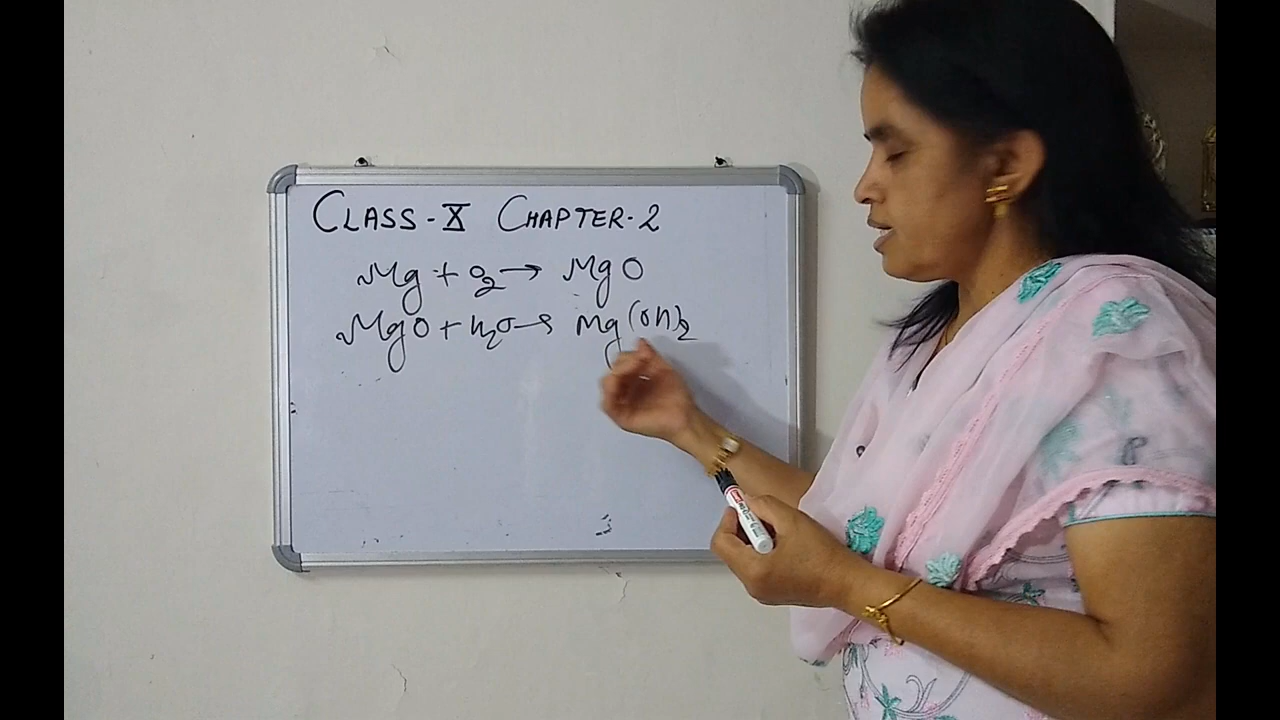 CLASS-X CHAPTER-2
Mg + O2 → MgO
MgO + H2O → Mg(OH)2